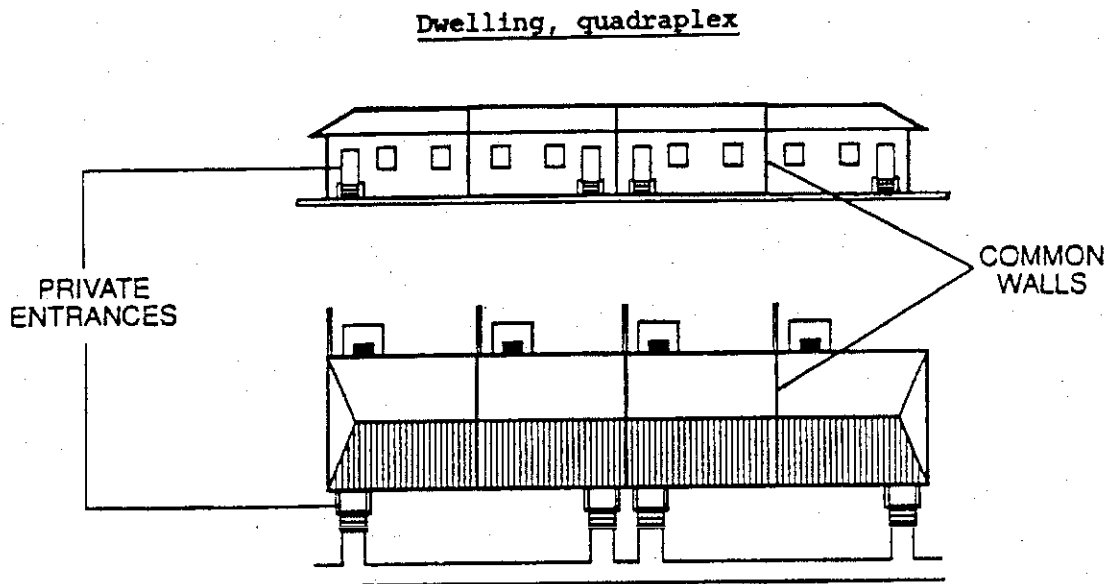 Dwelling, quadraplex
PRIVATE
ENTRANCES
COMMON
WALLS